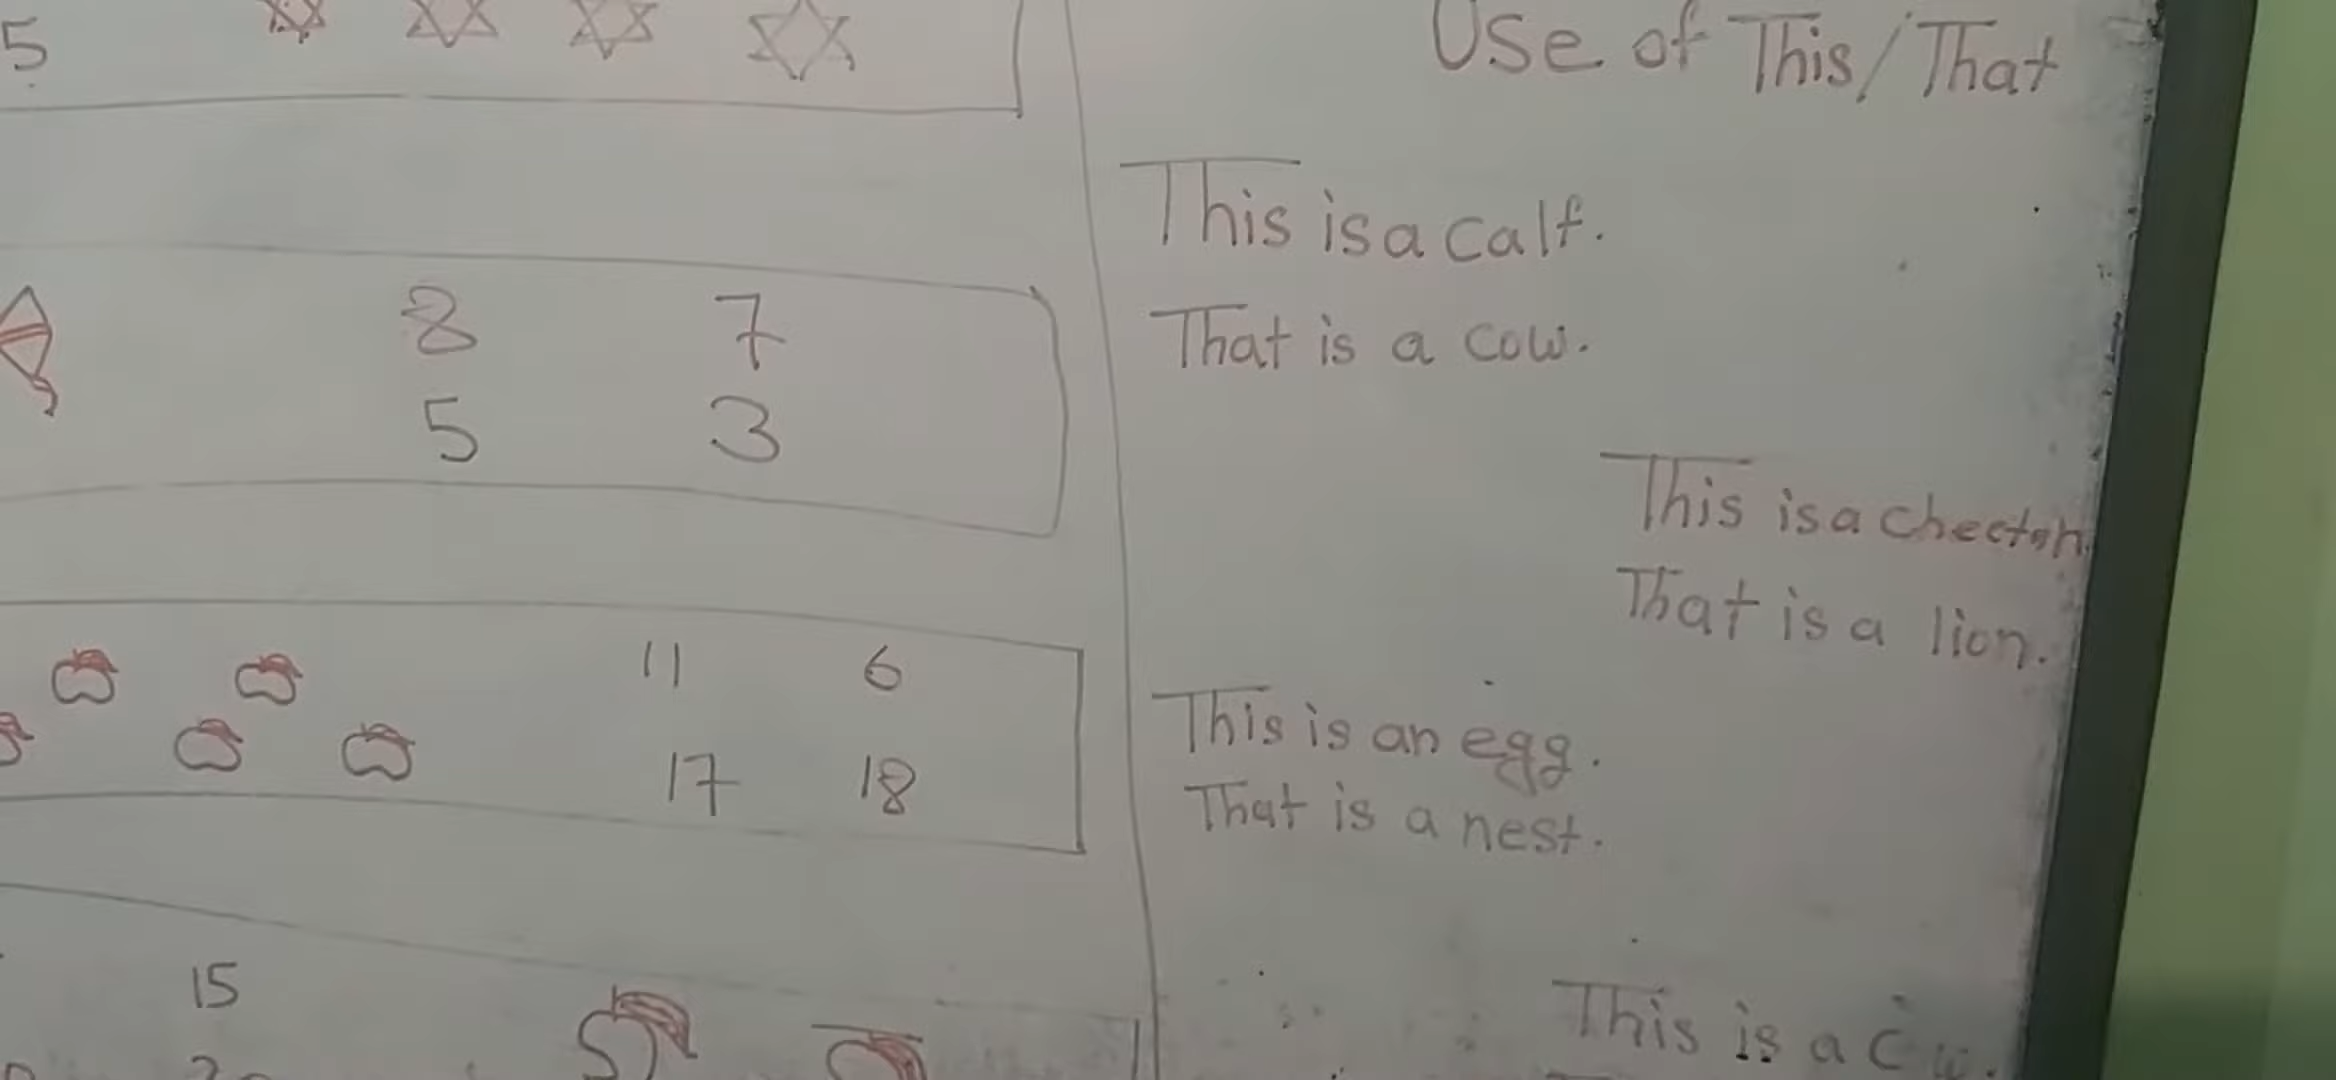 5
8 7
5 3
11 6
17 18
15
Use of This/That
This is a calf.
That is a cow.
This is a cheetah.
That is a lion.
This is an egg.
That is a nest.
This is a